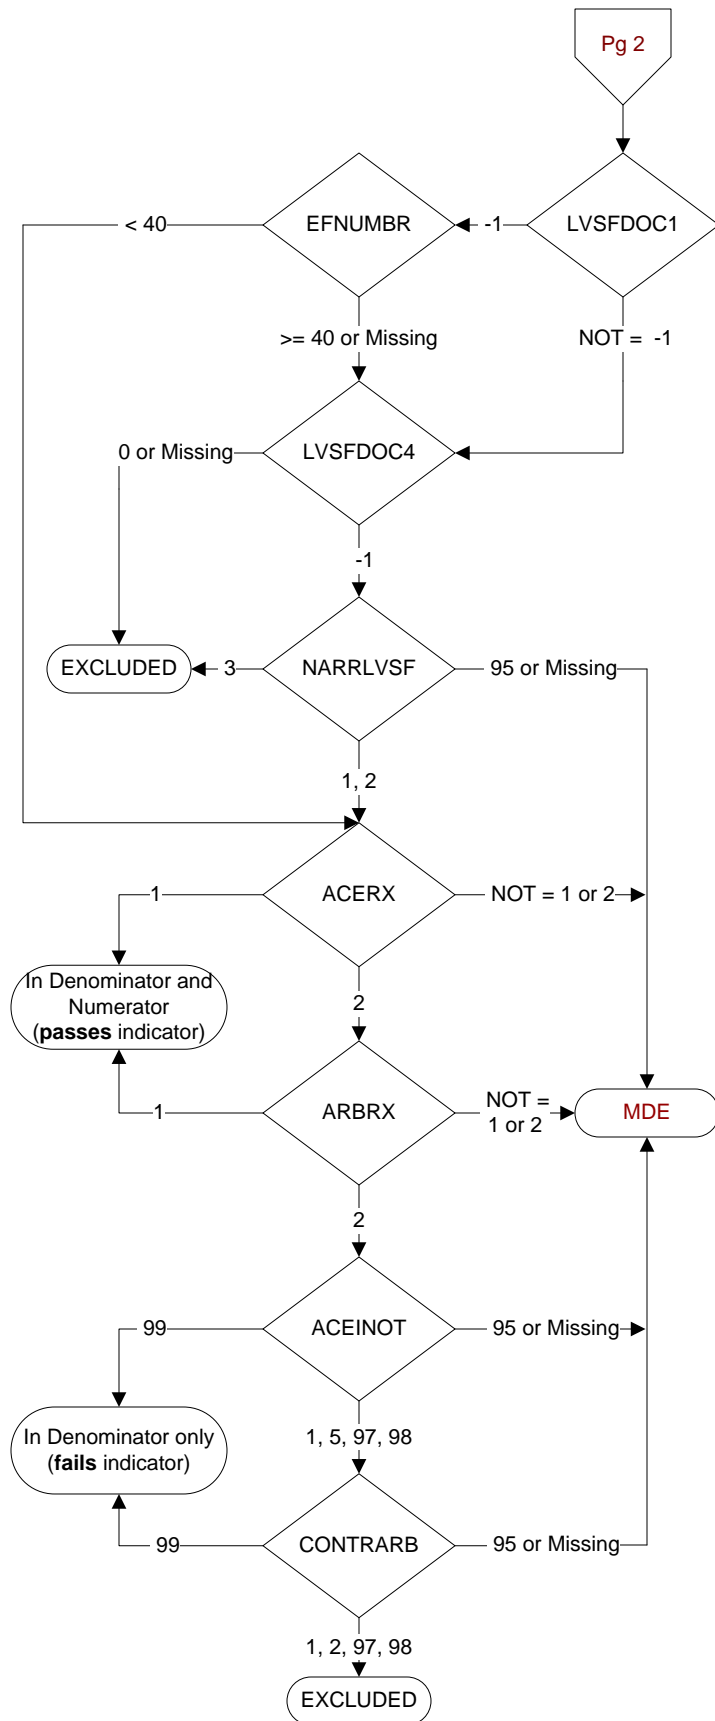 Pg 2
LVSFDOC1
-1
EFNUMBR
< 40
>= 40 or Missing
NOT = -1
LVSFDOC4
0 or Missing
-1
NARRLVSF
3
EXCLUDED
95 or Missing
1, 2
ACERX
1
NOT = 1 or 2
In Denominator and
Numerator
(passes indicator)
2
ARBRX
1
NOT =
1 or 2
MDE
2
ACEINOT
99
95 or Missing
In Denominator only
(fails indicator)
1, 5, 97, 98
CONTRARB
99
95 or Missing
1, 2, 97, 98
EXCLUDED